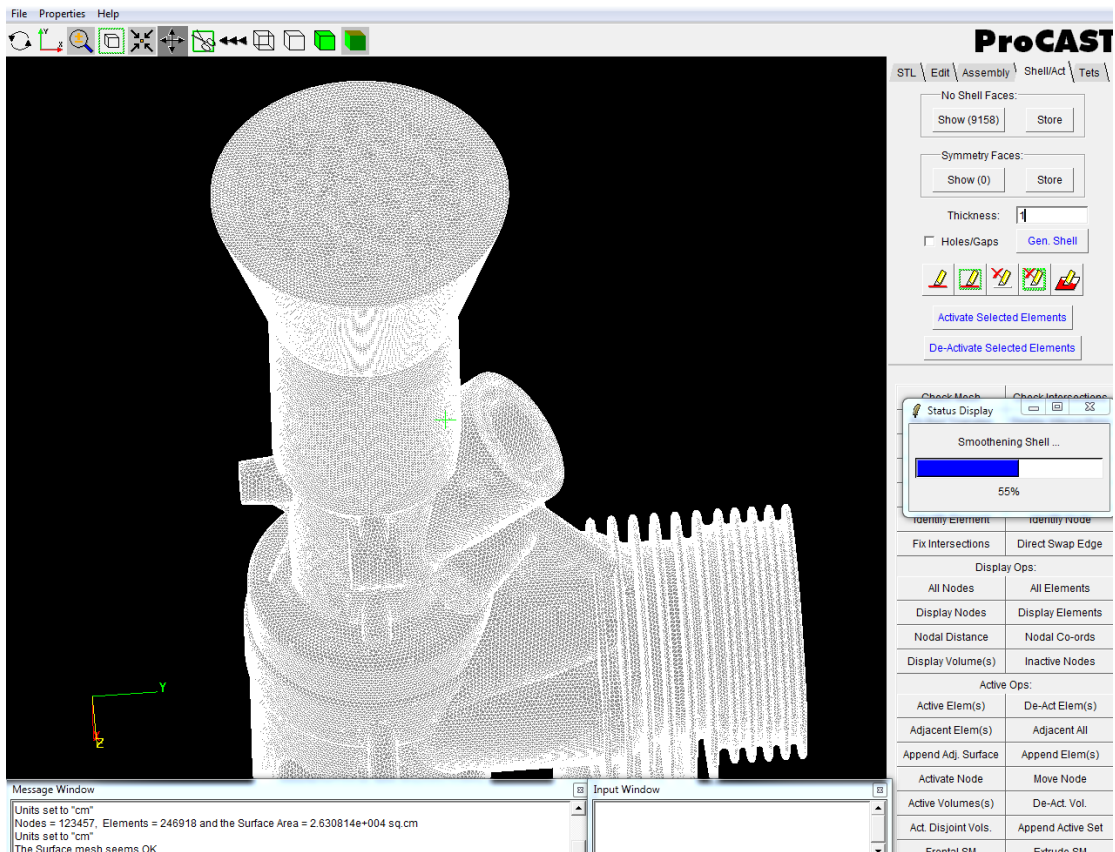 File Properties Help
ProCAST
STL Edit Assembly Shell/Act Tets
No Shell Faces:
Show (9158) Store
Symmetry Faces:
Show (0) Store
Thickness: 1
Holes/Gaps Gen. Shell
Activate Selected Elements
De-Activate Selected Elements
Check Mesh Check Intersections
Status Display
Smoothening Shell ...
55%
Identify Element Identify Node
Fix Intersections Direct Swap Edge
Display Ops:
All Nodes All Elements
Display Nodes Display Elements
Nodal Distance Nodal Co-ords
Display Volume(s) Inactive Nodes
Active Ops:
Active Elem(s) De-Act Elem(s)
Adjacent Elem(s) Adjacent All
Append Adj. Surface Append Elem(s)
Activate Node Move Node
Active Volumes(s) De-Act. Vol.
Act. Disjoint Vols. Append Active Set
Frontal SM Extrude SM
Y
Z
Message Window
Units set to "cm"
Nodes = 123457, Elements = 246918 and the Surface Area = 2.630814e+004 sq.cm
Units set to "cm"
The Surface mesh seems OK
Input Window